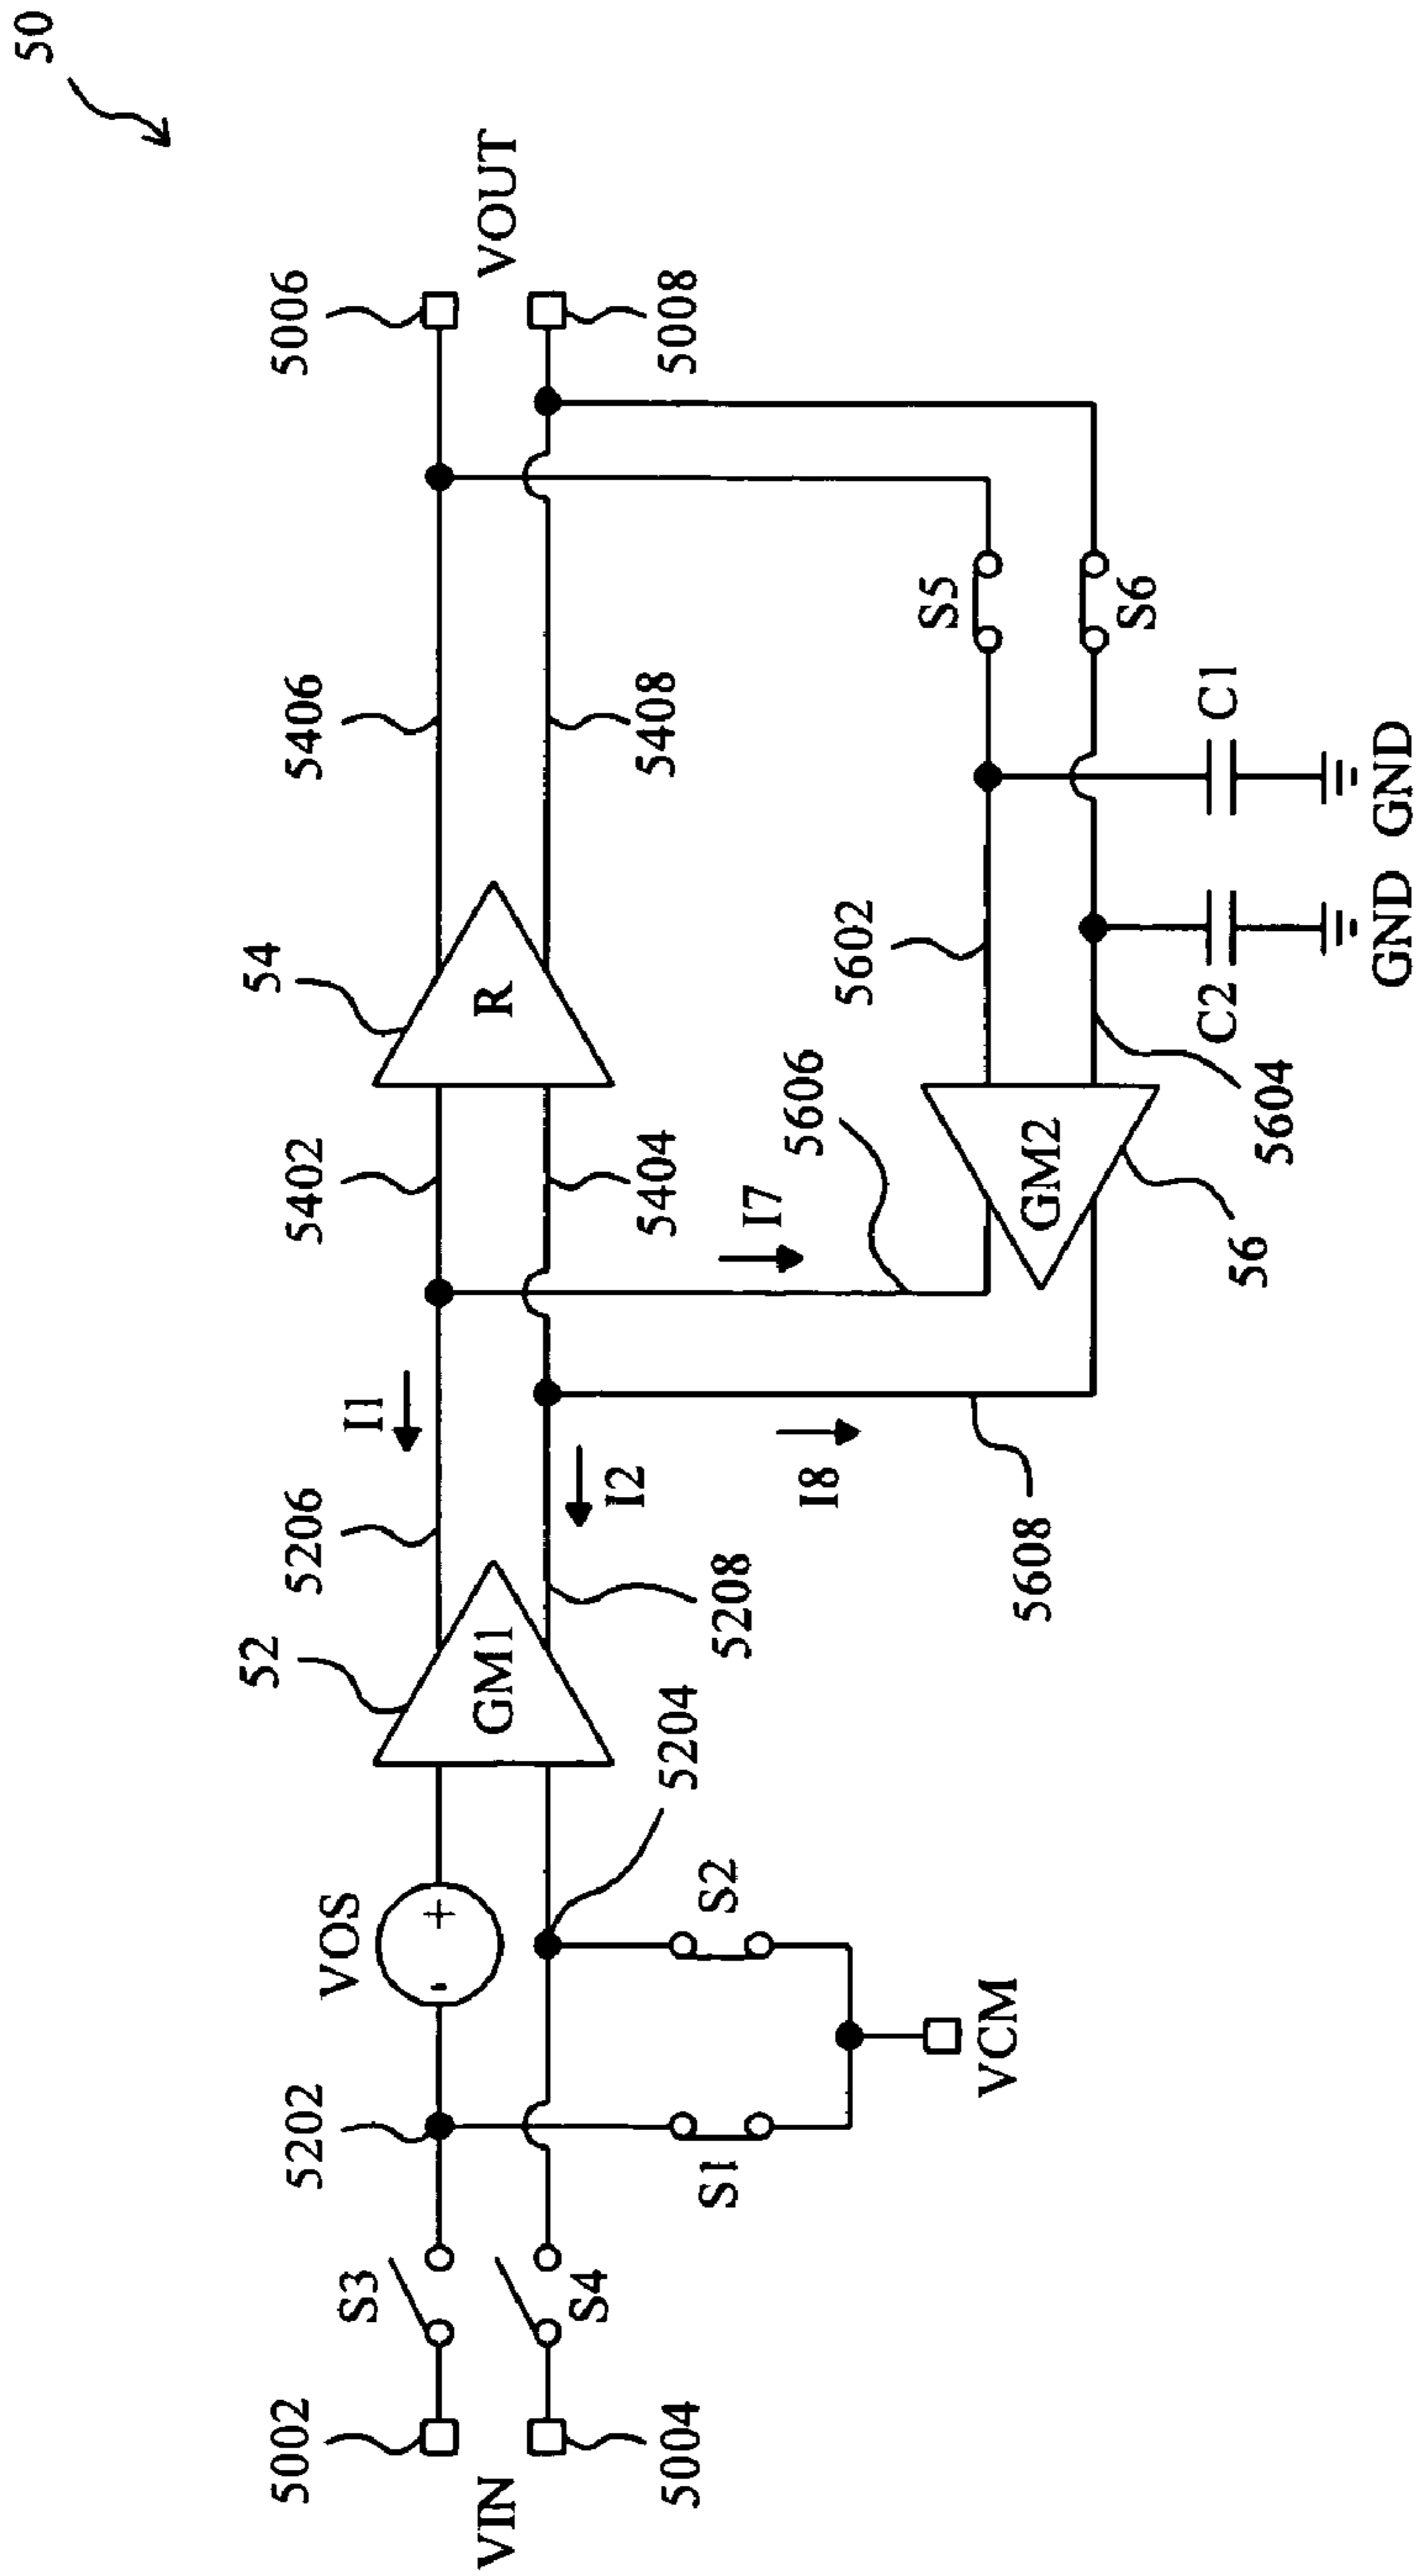 50
VIN
5002
5004
S3
S4
5202
S1
S2
VCM
VOS
5204
52
GM1
5206
5208
I1
I2
I7
I8
5608
5606
5402
5404
54
R
5406
5408
5006
5008
VOUT
GM2
56
5602
5604
S5
S6
C1
C2
GND
GND